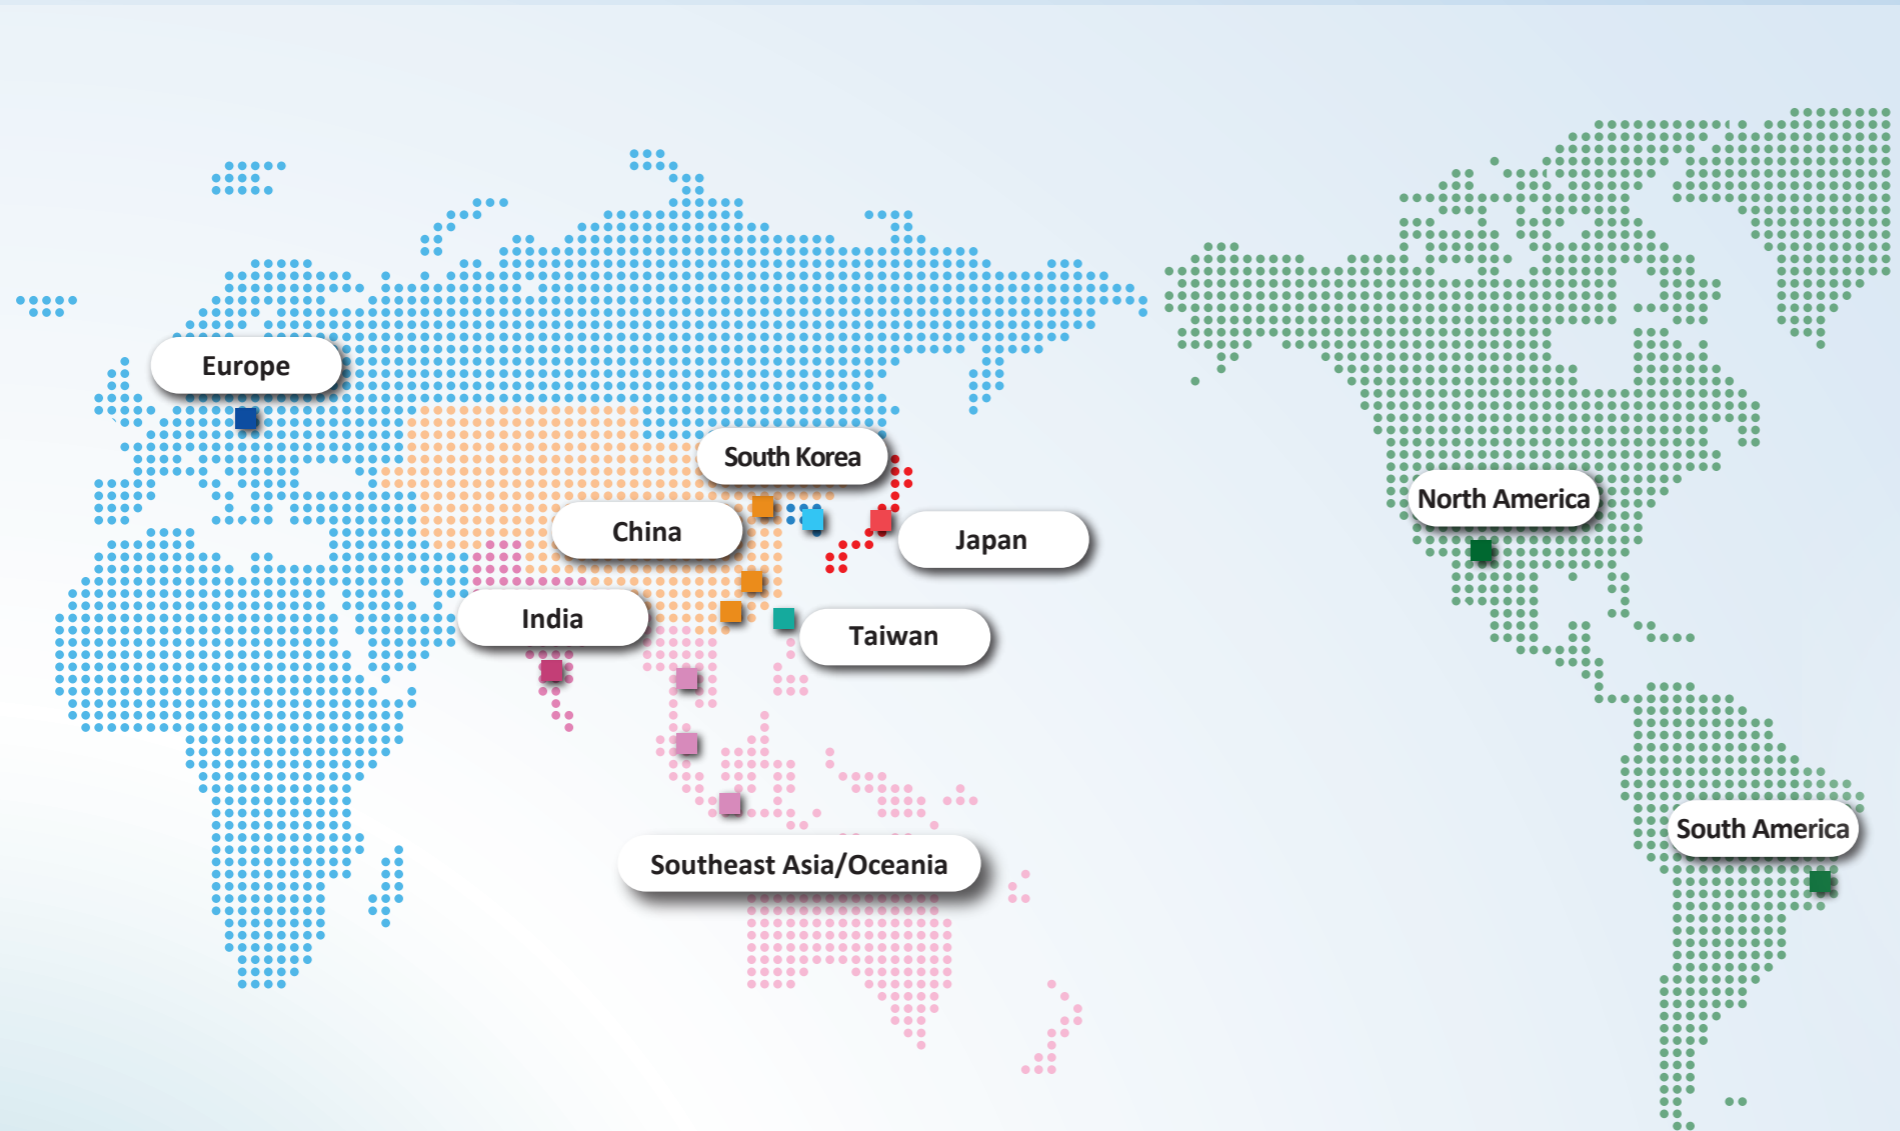 Europe
South Korea
North America
China
Japan
India
Taiwan
South America
Southeast Asia/Oceania